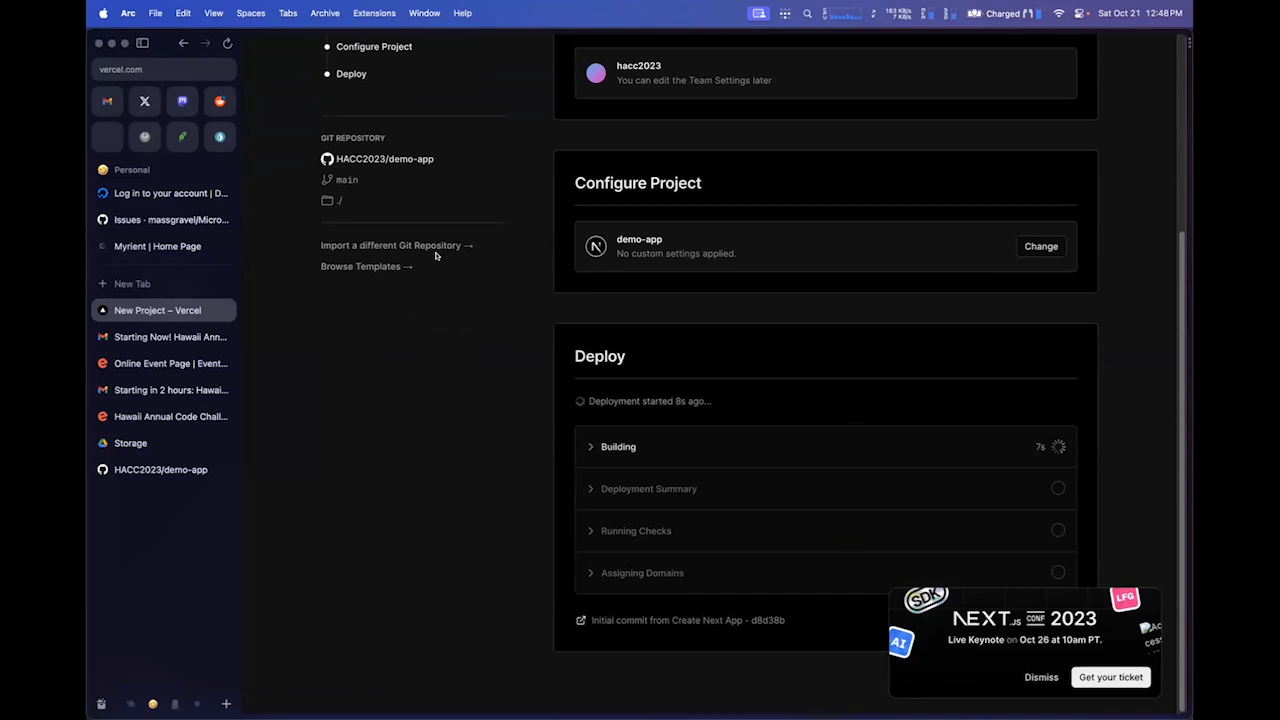 Arc File Edit View Spaces Tabs Archive Extensions Window Help
163 KB/s
7 KB/s
Charged
Sat Oct 21 12:48 PM
vercel.com
Personal
Log in to your account | D...
Issues · massgravel/Micro...
Myrient | Home Page
New Tab
New Project – Vercel
Starting Now! Hawaii Ann...
Online Event Page | Event...
Starting in 2 hours: Hawai...
Hawaii Annual Code Chall...
Storage
HACC2023/demo-app
Configure Project
Deploy
GIT REPOSITORY
HACC2023/demo-app
main
./
Import a different Git Repository →
Browse Templates →
hacc2023
You can edit the Team Settings later
Configure Project
demo-app
No custom settings applied.
Change
Deploy
Deployment started 8s ago...
Building
7s
Deployment Summary
Running Checks
Assigning Domains
Initial commit from Create Next App - d8d38b
SDK
LFG
AI
NEXT.JS CONF 2023
Live Keynote on Oct 26 at 10am PT.
Dismiss
Get your ticket